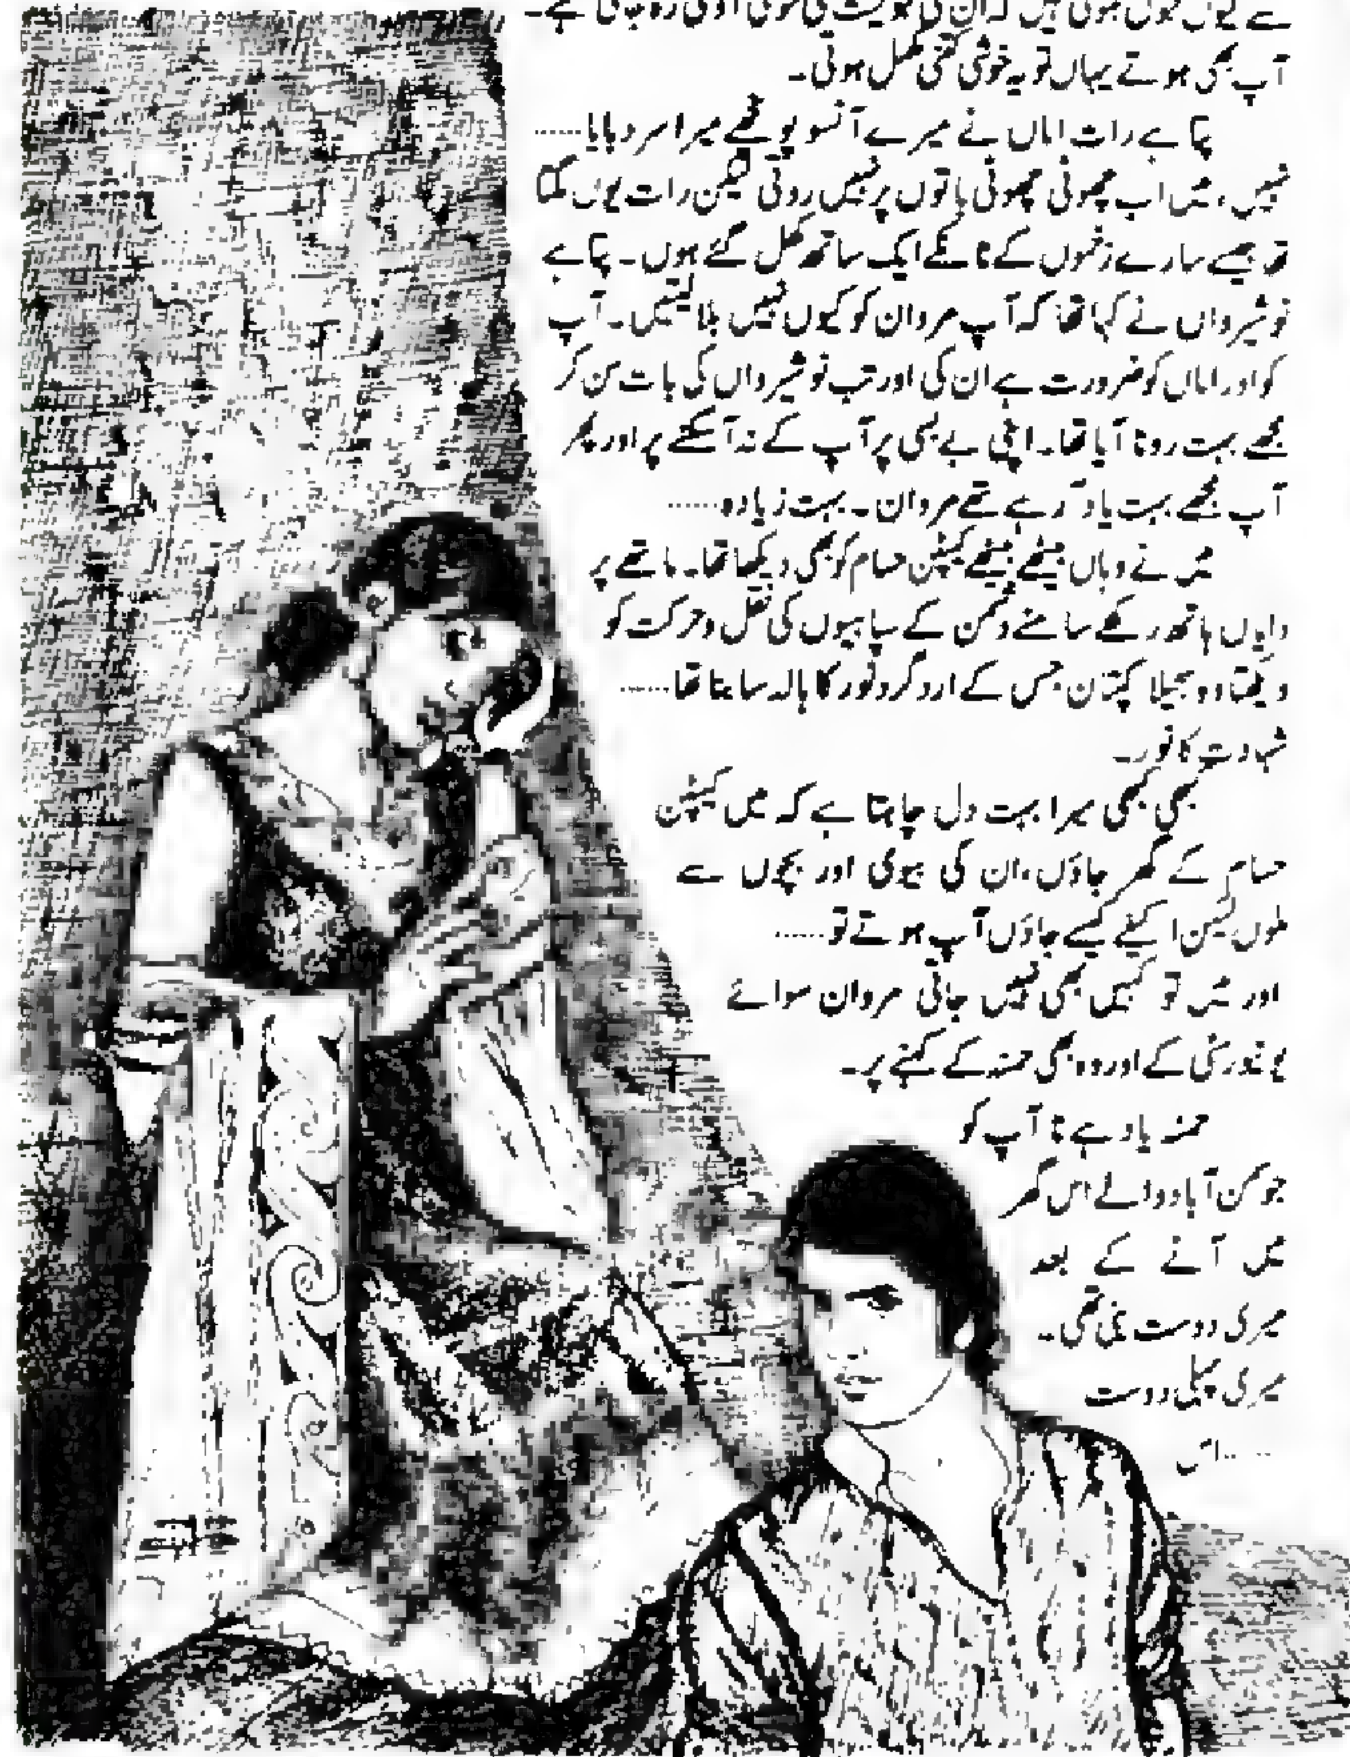 آپ بھی ہوتے یہاں تو یہ خوشی کتنی مکمل ہوتی۔
پتا ہے رات اماں نے میرے آنسو پونچھے میرا سر دبایا......
نہیں، میں اب چھوٹی چھوٹی باتوں پر نہیں روتی لیکن رات یوں لگا
تھا جیسے سارے زخموں کے ٹانکے ایک ساتھ کھل گئے ہوں۔ پتا ہے
نوشیرواں نے کہا تھا کہ آپ مروان کو کیوں نہیں بلا لیتیں۔ آپ
کو اور اماں کو ضرورت ہے ان کی اور تب نوشیرواں کی بات سن کر
مجھے بہت رونا آیا تھا۔ اپنی بے بسی پر آپ کے نہ آسکنے پر اور پھر
آپ مجھے بہت یاد آرہے تھے مروان۔ بہت زیادہ......
میں نے وہاں بیٹھے بیٹھے کیپٹن حسام کو بھی دیکھا تھا۔ ماتھے پر
دایاں ہاتھ رکھے سامنے دشمن کے سپاہیوں کی نقل و حرکت کو
دیکھتا وہ سجیلا کپتان جس کے ارد گرد نور کا ہالہ سا بنتا تھا......
شہادت کا نور۔
کبھی کبھی میرا بہت دل چاہتا ہے کہ میں کیپٹن
حسام کے گھر جاؤں، ان کی بیوی اور بچوں سے
ملوں لیکن اکیلے کیسے جاؤں آپ ہوتے تو......
اور میں تو کہیں بھی نہیں جاتی مروان سوائے
یونیورسٹی کے اور وہ بھی حمنہ کے کہنے پر۔
حمنہ یاد ہے نا آپ کو
جو سمن آباد والے اس گھر
میں آنے کے بعد
میری دوست بنی تھی۔
میری پہلی دوست
...... اس